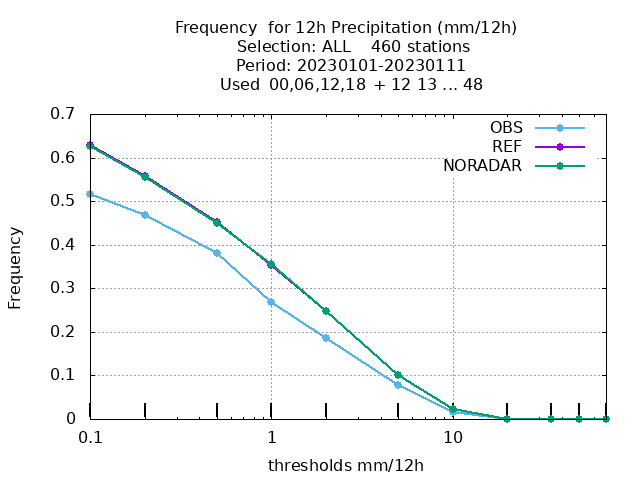 Frequency  for 12h Precipitation (mm/12h)
Selection: ALL    460 stations
Period: 20230101-20230111
Used  00,06,12,18  + 12 13 ... 48
0.7
0.6
0.5
0.4
0.3
0.2
0.1
0
Frequency
OBS
REF
NORADAR
0.1
1
10
thresholds mm/12h